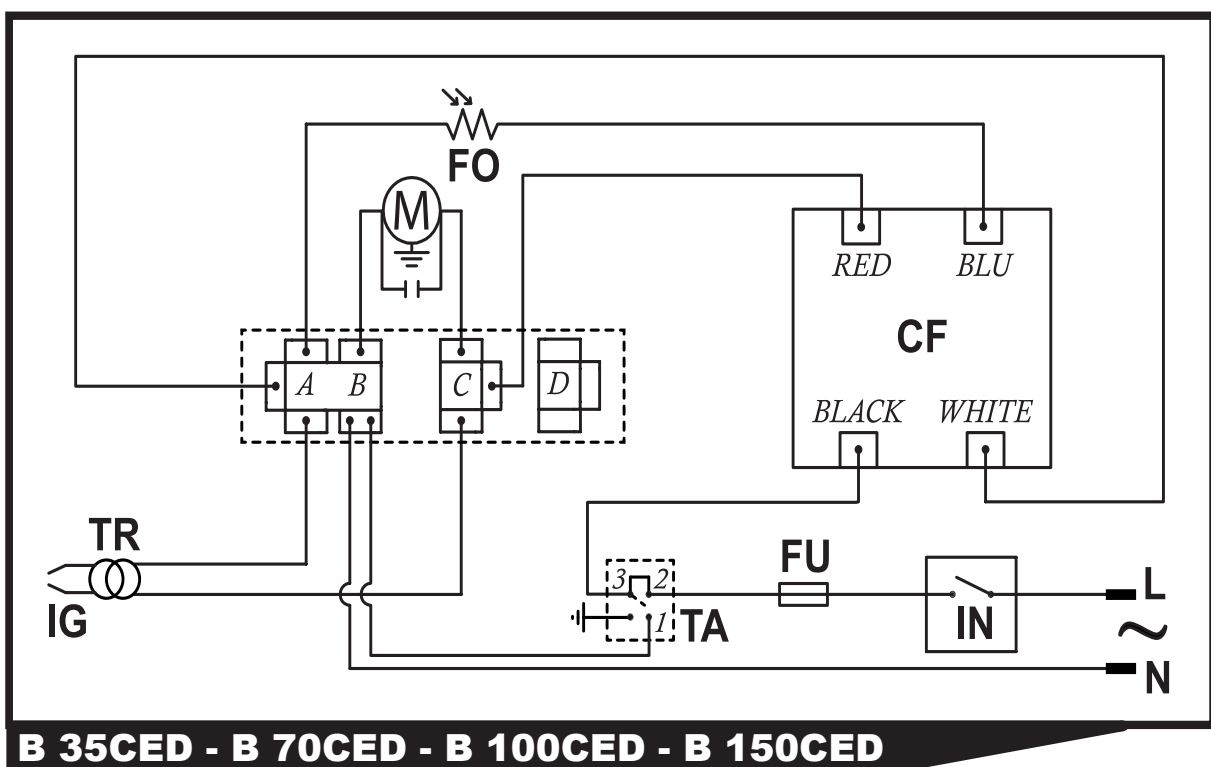 FO
M
RED BLU
CF
A B C D
BLACK WHITE
TR
IG
3 2
1 TA
FU
IN
L
~
N
B 35CED - B 70CED - B 100CED - B 150CED